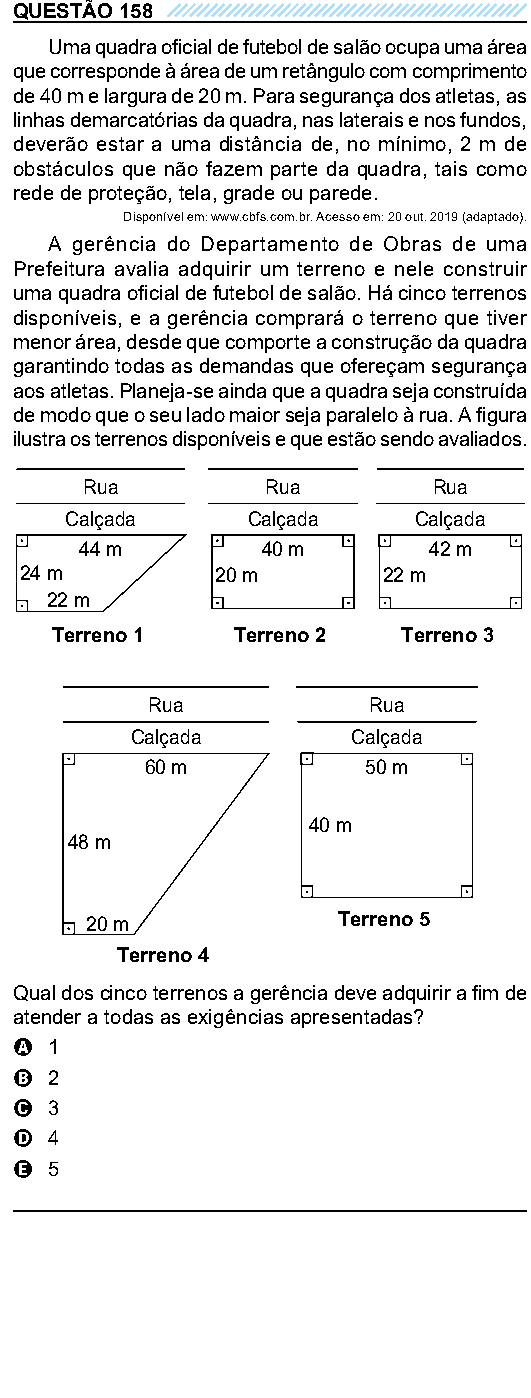 QUESTÃO 158
Uma quadra oficial de futebol de salão ocupa uma área
que corresponde à área de um retângulo com comprimento
de 40 m e largura de 20 m. Para segurança dos atletas, as
linhas demarcatórias da quadra, nas laterais e nos fundos,
deverão estar a uma distância de, no mínimo, 2 m de
obstáculos que não fazem parte da quadra, tais como
rede de proteção, tela, grade ou parede.
Disponível em: www.cbfs.com.br. Acesso em: 20 out. 2019 (adaptado).
A gerência do Departamento de Obras de uma
Prefeitura avalia adquirir um terreno e nele construir
uma quadra oficial de futebol de salão. Há cinco terrenos
disponíveis, e a gerência comprará o terreno que tiver
menor área, desde que comporte a construção da quadra
garantindo todas as demandas que ofereçam segurança
aos atletas. Planeja-se ainda que a quadra seja construída
de modo que o seu lado maior seja paralelo à rua. A figura
ilustra os terrenos disponíveis e que estão sendo avaliados.
Rua Rua Rua
Calçada Calçada Calçada
44 m 40 m 42 m
24 m 20 m 22 m
22 m
Terreno 1 Terreno 2 Terreno 3
Rua Rua
Calçada Calçada
60 m 50 m
40 m
48 m
20 m
Terreno 5
Terreno 4
Qual dos cinco terrenos a gerência deve adquirir a fim de
atender a todas as exigências apresentadas?
A 1
B 2
C 3
D 4
E 5